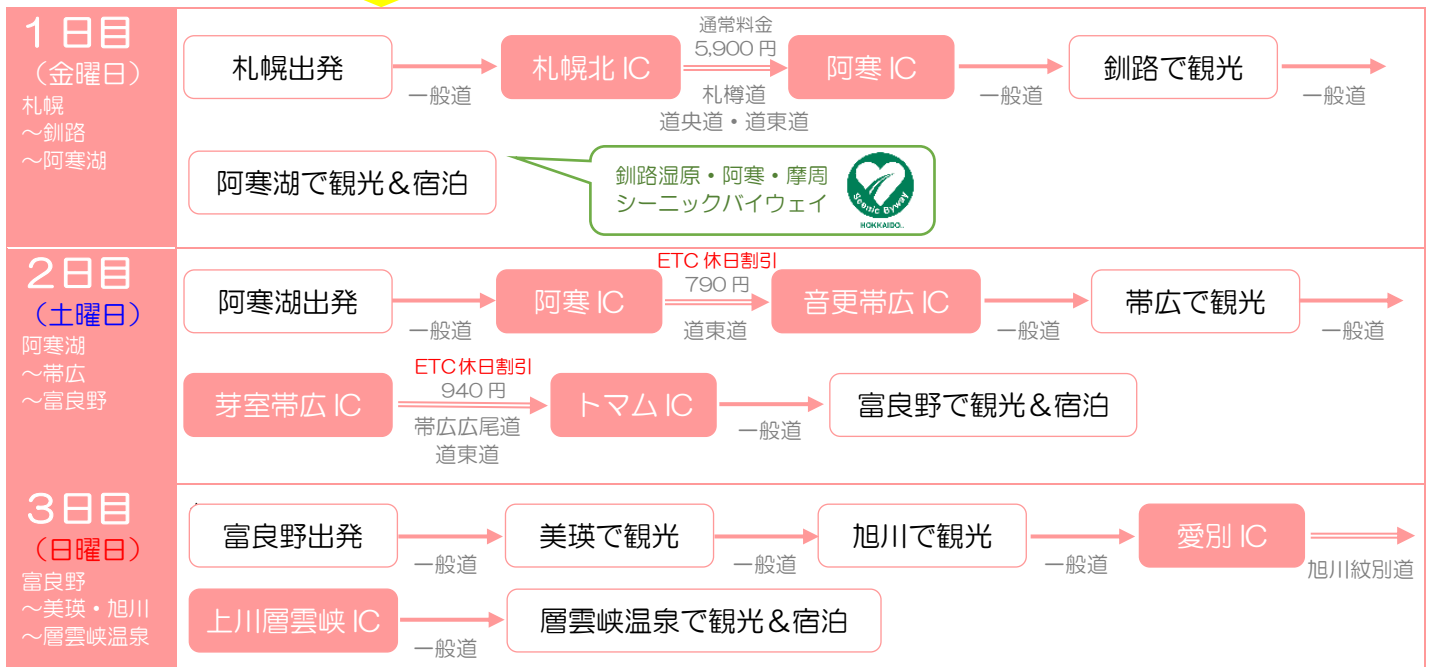 1日目
（金曜日）
札幌
～釧路
～阿寒湖
札幌出発
一般道
札幌北 IC
通常料金
5,900 円
札樽道
道央道・道東道
阿寒 IC
一般道
釧路で観光
一般道
阿寒湖で観光＆宿泊
釧路湿原・阿寒・摩周
シーニックバイウェイ
Scenic Byway
HOKKAIDO
2日目
（土曜日）
阿寒湖
～帯広
～富良野
阿寒湖出発
一般道
阿寒 IC
ETC 休日割引
790 円
道東道
音更帯広 IC
一般道
帯広で観光
一般道
芽室帯広 IC
ETC休日割引
940 円
帯広広尾道
道東道
トマム IC
一般道
富良野で観光＆宿泊
3日目
（日曜日）
富良野
～美瑛・旭川
～層雲峡温泉
富良野出発
一般道
美瑛で観光
一般道
旭川で観光
一般道
愛別 IC
旭川紋別道
上川層雲峡 IC
一般道
層雲峡温泉で観光＆宿泊